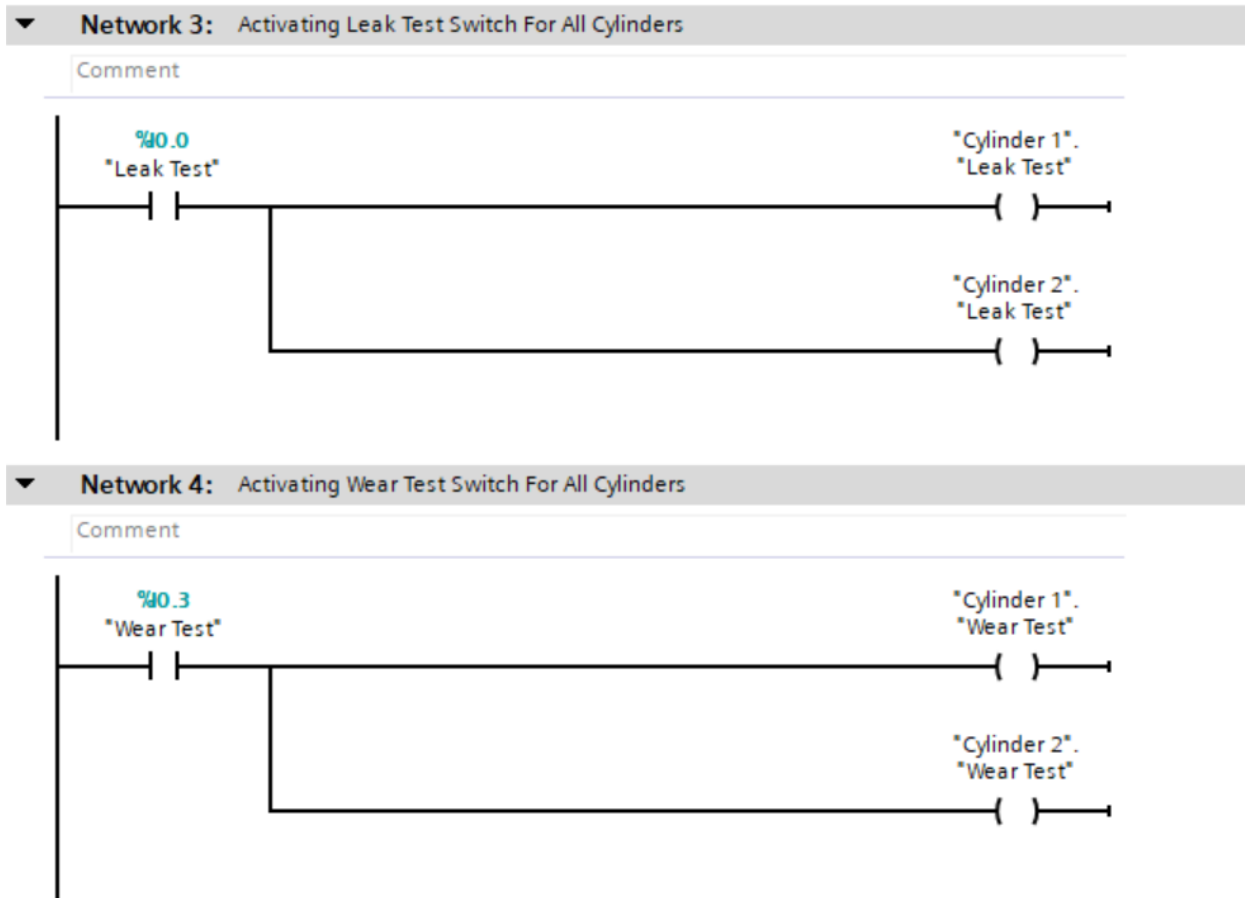 Network 3: Activating Leak Test Switch For All Cylinders
Comment
%I0.0
"Leak Test"
"Cylinder 1".
"Leak Test"
"Cylinder 2".
"Leak Test"
Network 4: Activating Wear Test Switch For All Cylinders
Comment
%I0.3
"Wear Test"
"Cylinder 1".
"Wear Test"
"Cylinder 2".
"Wear Test"